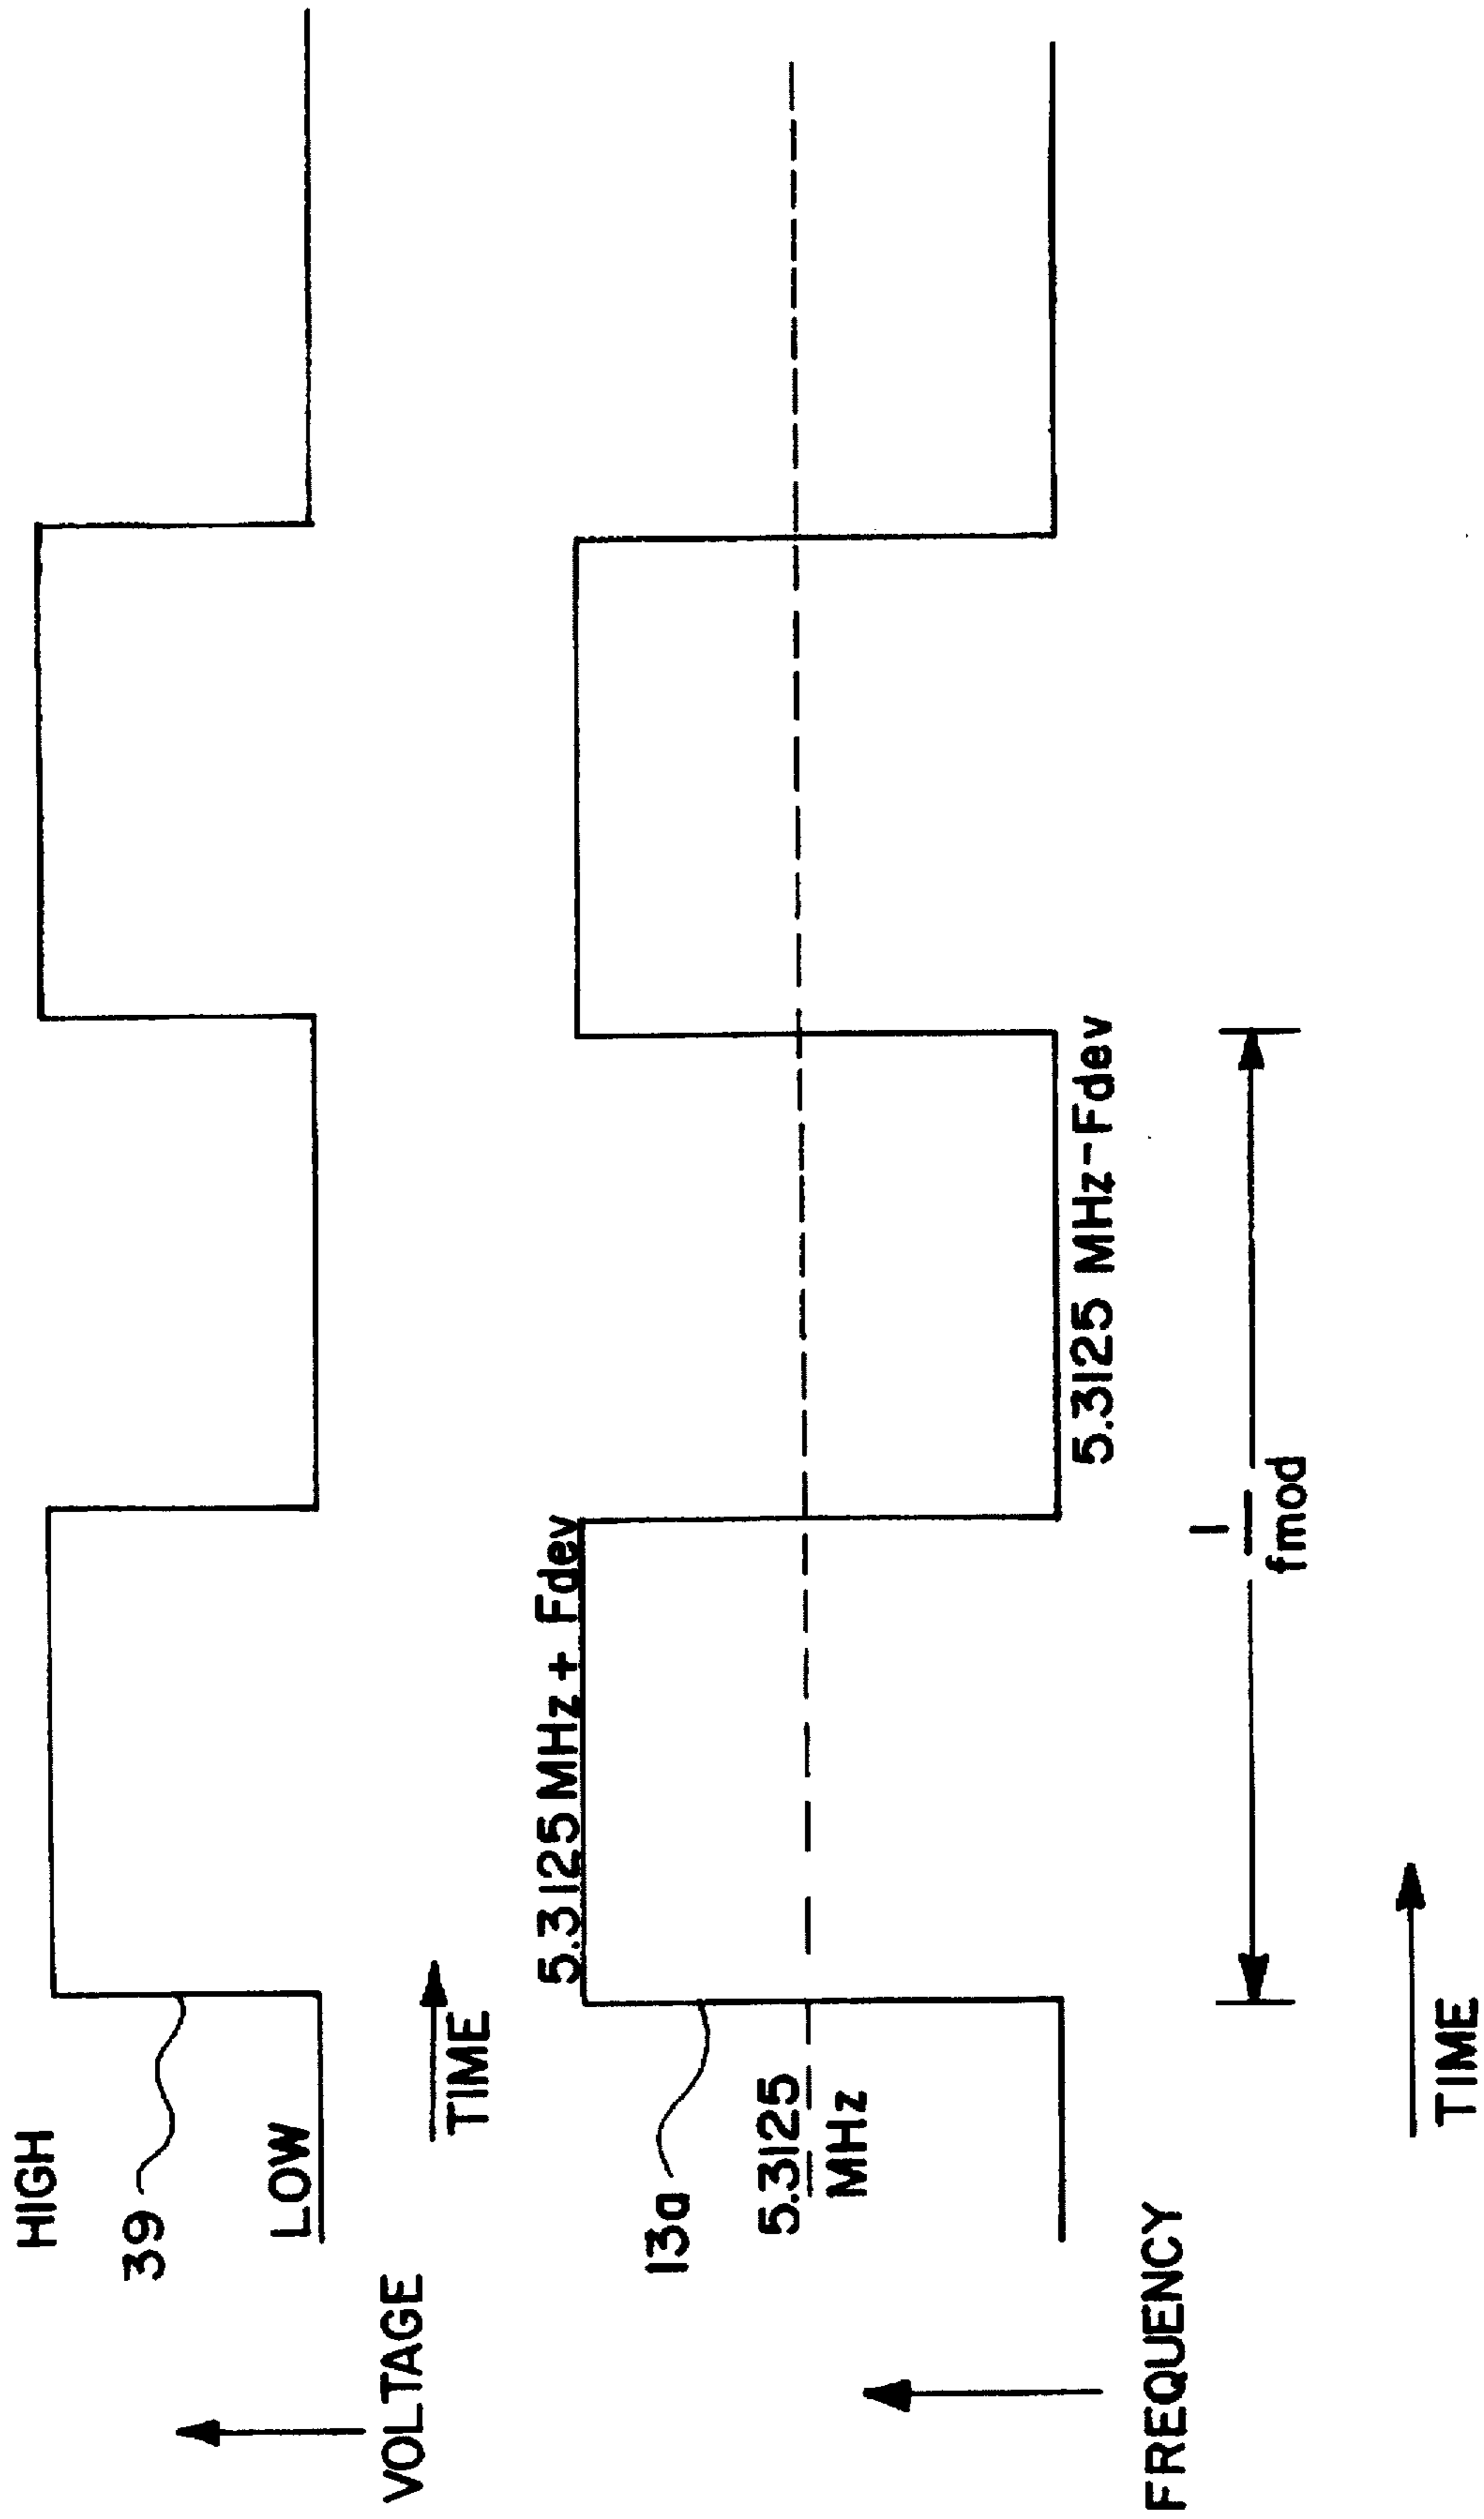 HIGH
39
LOW
VOLTAGE
TIME
5.3125 MHz + Fdev
13a
5.3125
MHz
5.3125 MHz-Fdev
FREQUENCY
1
fmod
TIME